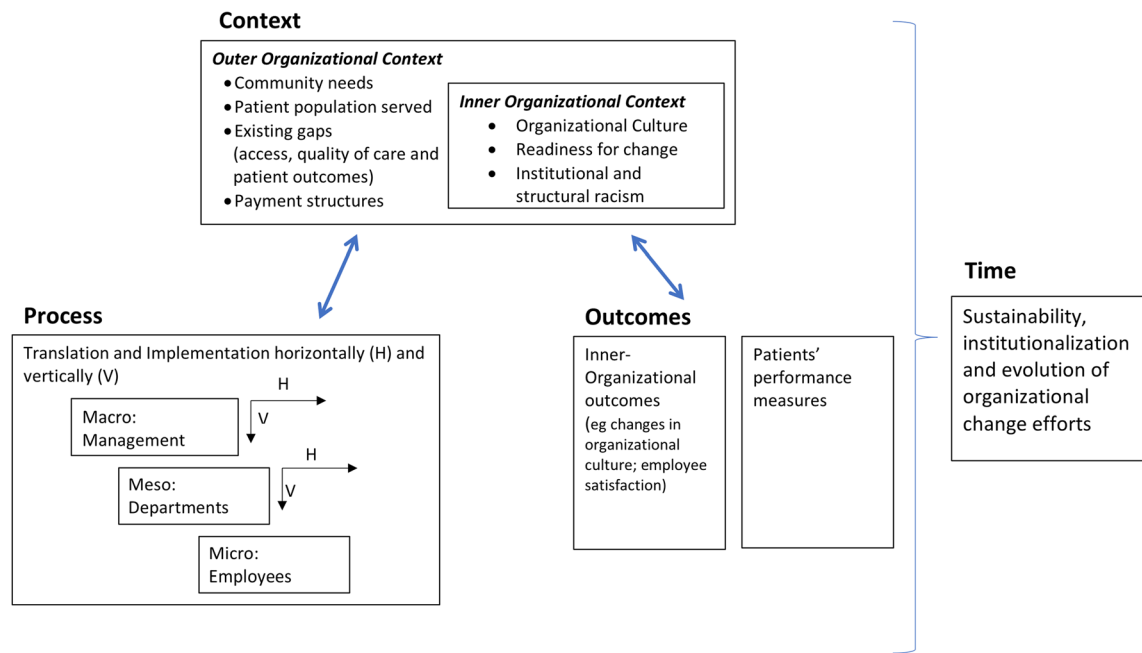 Context
Outer Organizational Context
• Community needs
• Patient population served
• Existing gaps
(access, quality of care and
patient outcomes)
• Payment structures
Inner Organizational Context
• Organizational Culture
• Readiness for change
• Institutional and
structural racism
Process
Translation and Implementation horizontally (H) and
vertically (V)
H
V
Macro:
Management
H
V
Meso:
Departments
Micro:
Employees
Outcomes
Inner-
Organizational
outcomes
(eg changes in
organizational
culture; employee
satisfaction)
Patients’
performance
measures
Time
Sustainability,
institutionalization
and evolution of
organizational
change efforts